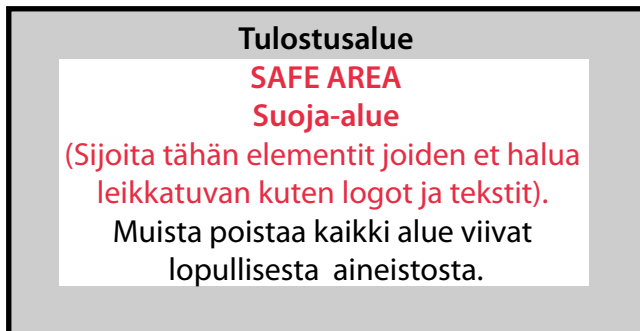 Tulostusalue
SAFE AREA
Suoja-alue
(Sijoita tähän elementit joiden et halua
leikkatuvan kuten logot ja tekstit).
Muista poistaa kaikki alue viivat
lopullisesta  aineistosta.